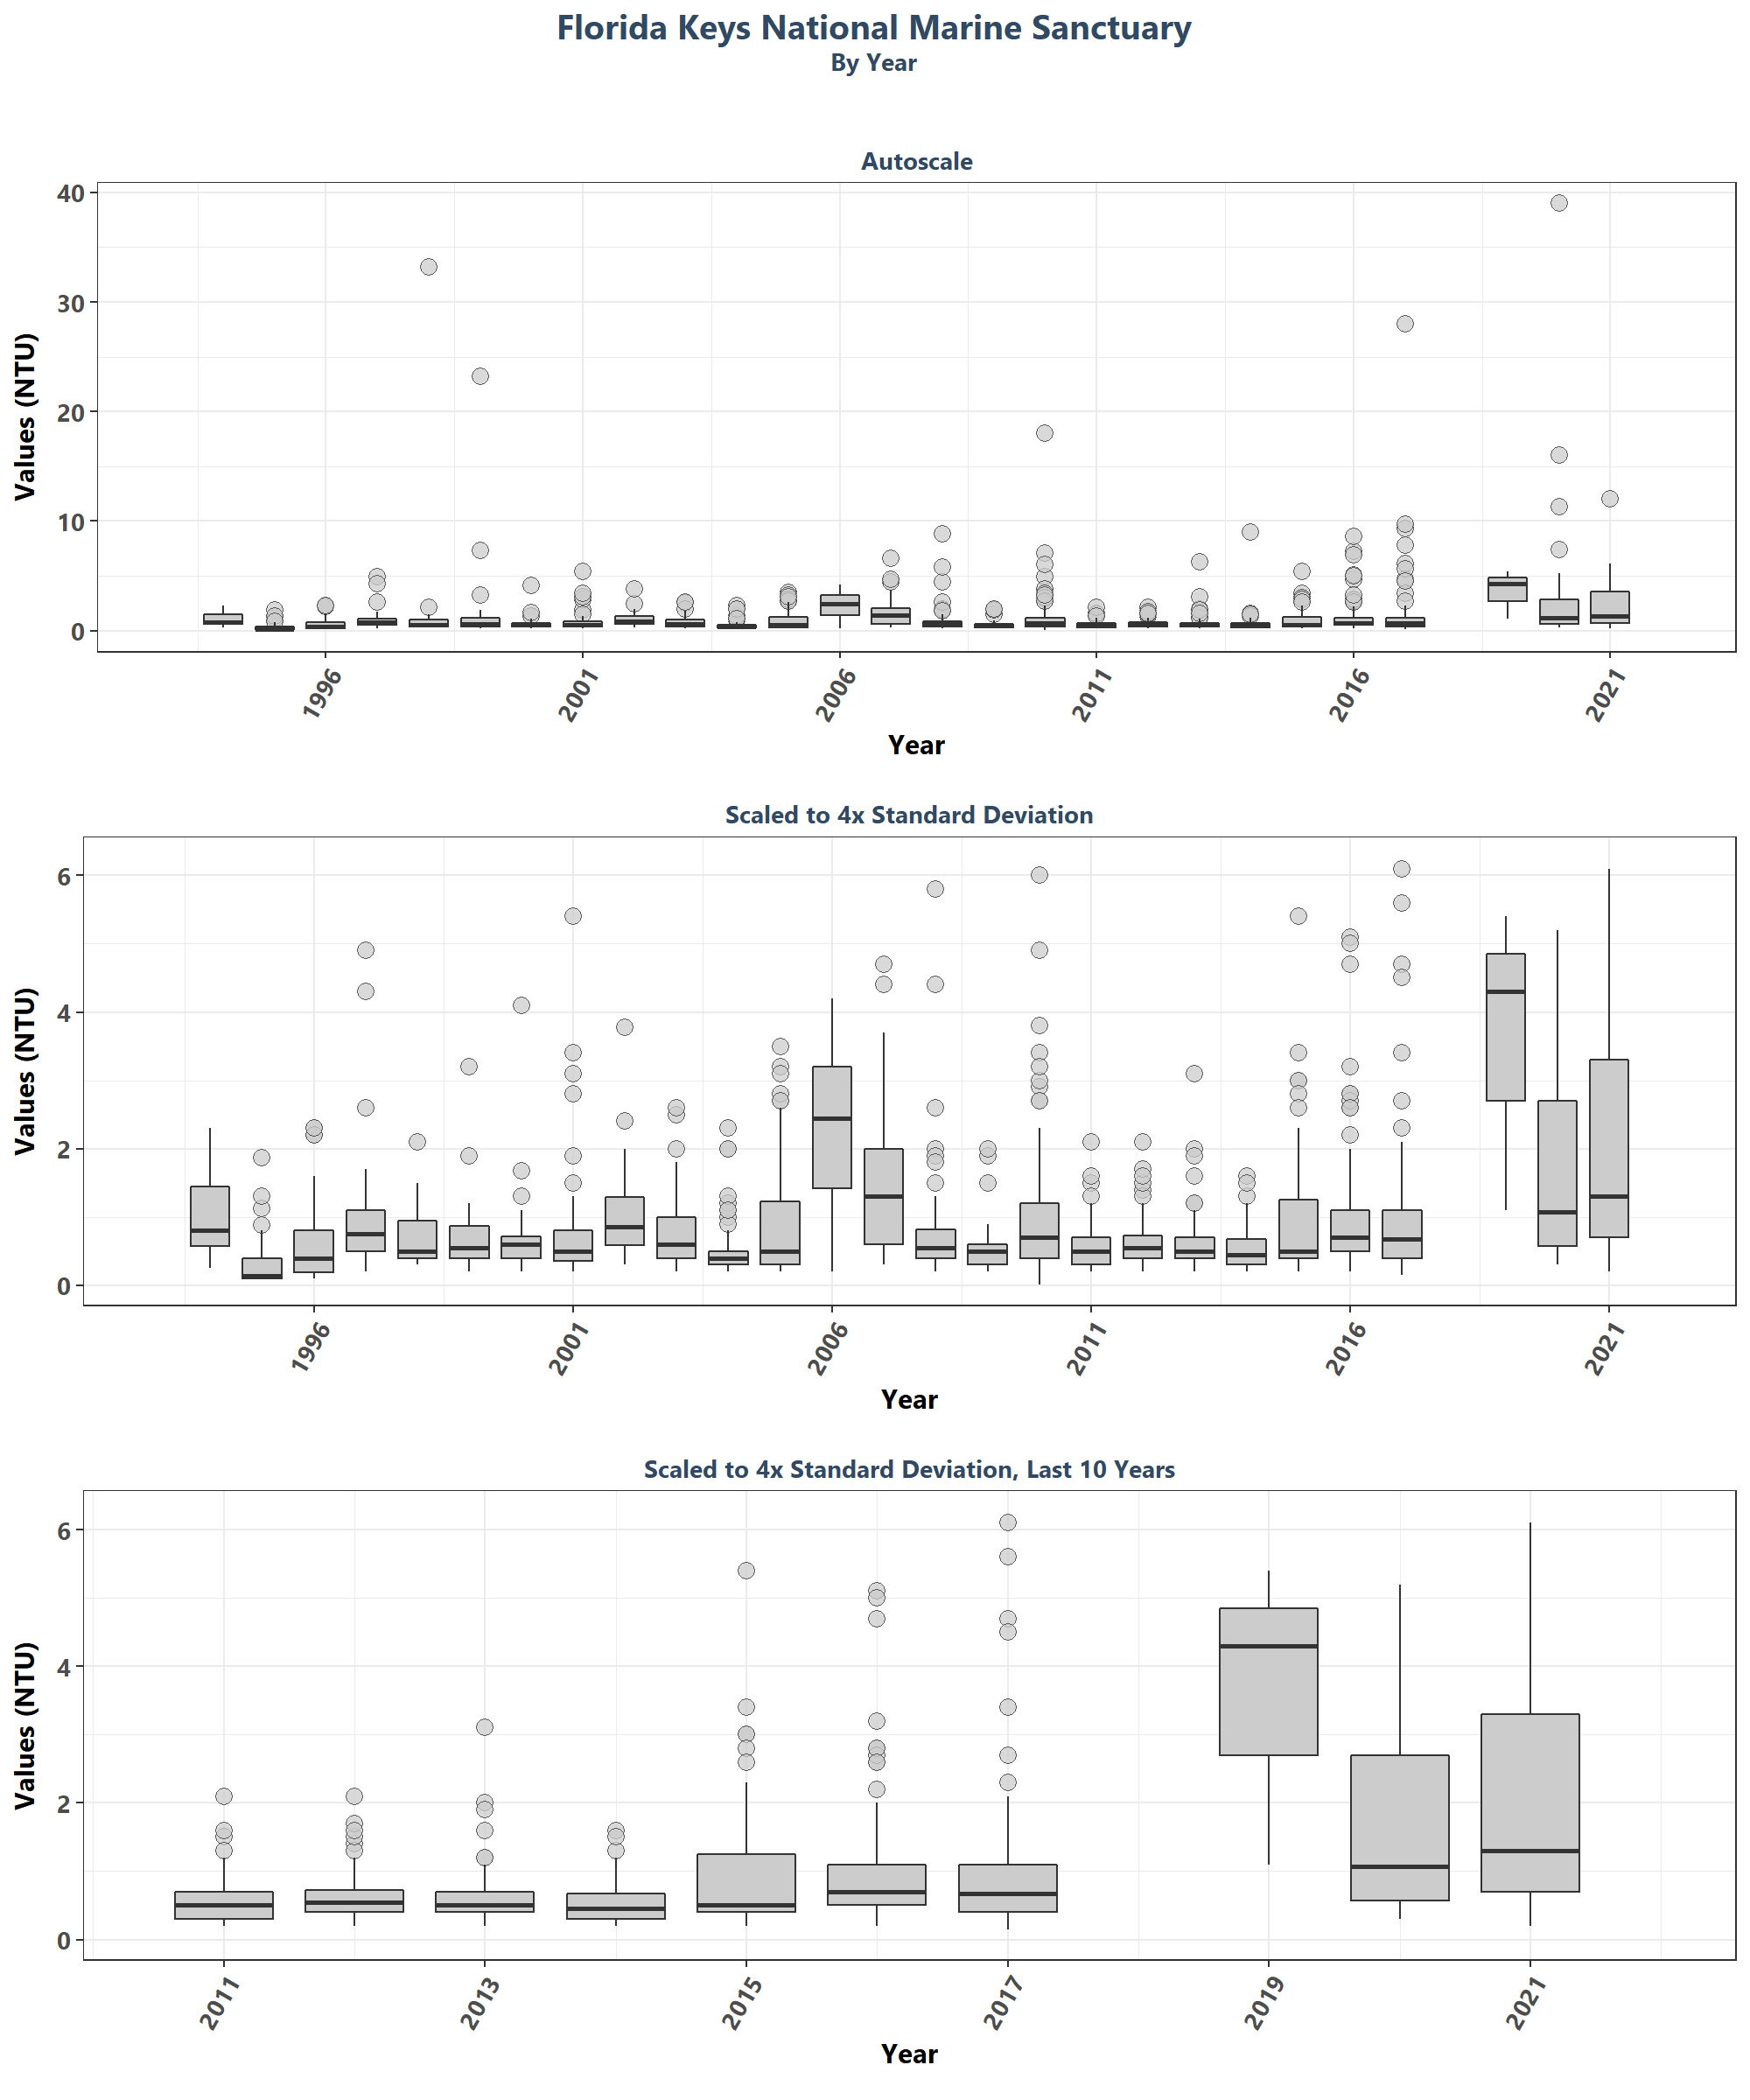 Florida Keys National Marine Sanctuary
By Year
Autoscale
Values (NTU)
40
30
20
10
0
1996 2001 2006 2011 2016 2021
Year
Scaled to 4x Standard Deviation
Values (NTU)
6
4
2
0
1996 2001 2006 2011 2016 2021
Year
Scaled to 4x Standard Deviation, Last 10 Years
Values (NTU)
6
4
2
0
2011 2013 2015 2017 2019 2021
Year